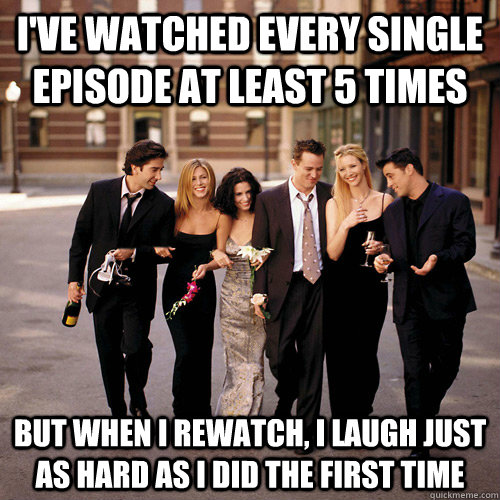 I'VE WATCHED EVERY SINGLE
EPISODE AT LEAST 5 TIMES
BUT WHEN I REWATCH, I LAUGH JUST
AS HARD AS I DID THE FIRST TIME
quickmeme.com